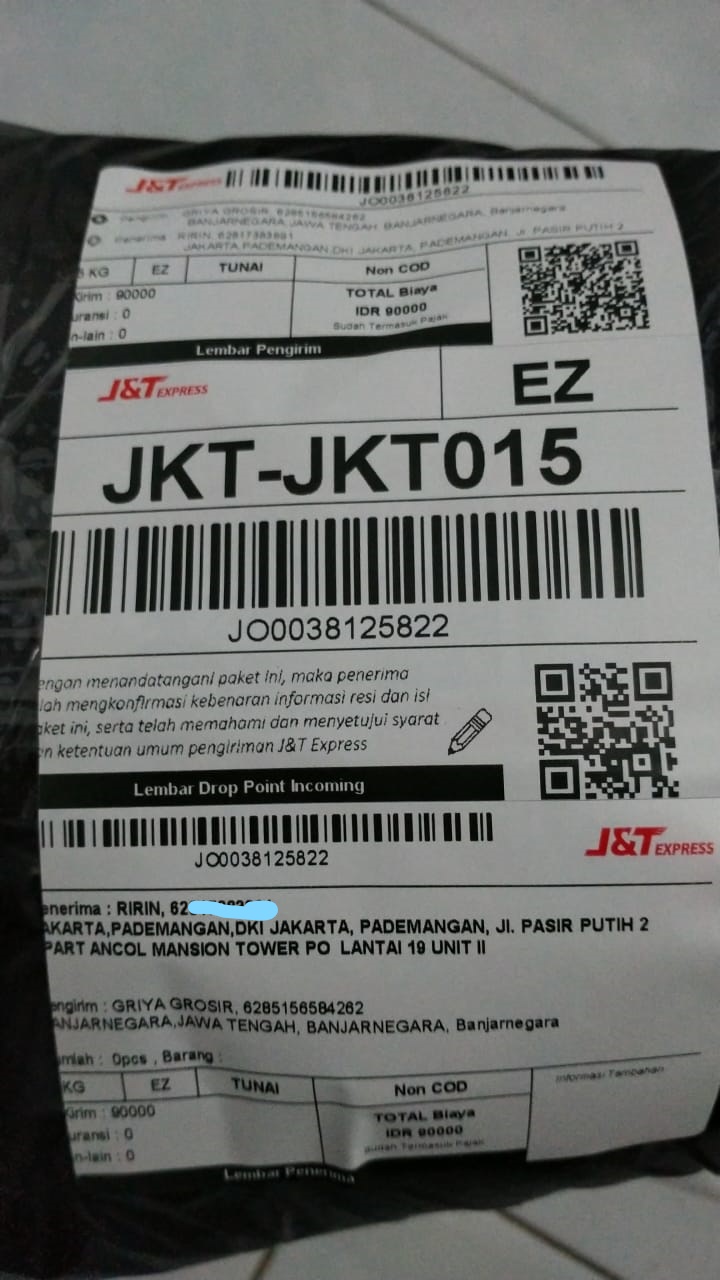 J&T EXPRESS
JO0038125822
Pengirim GRIYA GROSIR, 6285156584262
BANJARNEGARA, JAWA TENGAH, BANJARNEGARA, Banjarnegara
Penerima RIRIN,
JAKARTA,PADEMANGAN,DKI JAKARTA, PADEMANGAN, Jl. PASIR PUTIH 2
KG EZ TUNAI Non COD
Kirim : 90000
TOTAL Biaya
uransi : 0
IDR 90000
n-lain : 0
Sudah Termasuk Pajak
Lembar Pengirim
J&T EXPRESS
EZ
JKT-JKT015
JO0038125822
engan menandatangani paket ini, maka penerima
lah mengkonfirmasi kebenaran informasi resi dan isi
ket ini, serta telah memahami dan menyetujui syarat
n ketentuan umum pengiriman J&T Express
Lembar Drop Point Incoming
JO0038125822
J&T EXPRESS
enerima : RIRIN, 62
AKARTA,PADEMANGAN,DKI JAKARTA, PADEMANGAN, Jl. PASIR PUTIH 2
PART ANCOL MANSION TOWER PO LANTAI 19 UNIT II
engirim : GRIYA GROSIR, 6285156584262
ANJARNEGARA,JAWA TENGAH, BANJARNEGARA, Banjarnegara
umlah : 0pcs , Barang :
KG EZ TUNAI Non COD
Informasi Tambahan
Kirim : 90000
TOTAL Biaya
uransi : 0
IDR 90000
n-lain : 0
Sudah Termasuk Pajak
Lembar Penerima